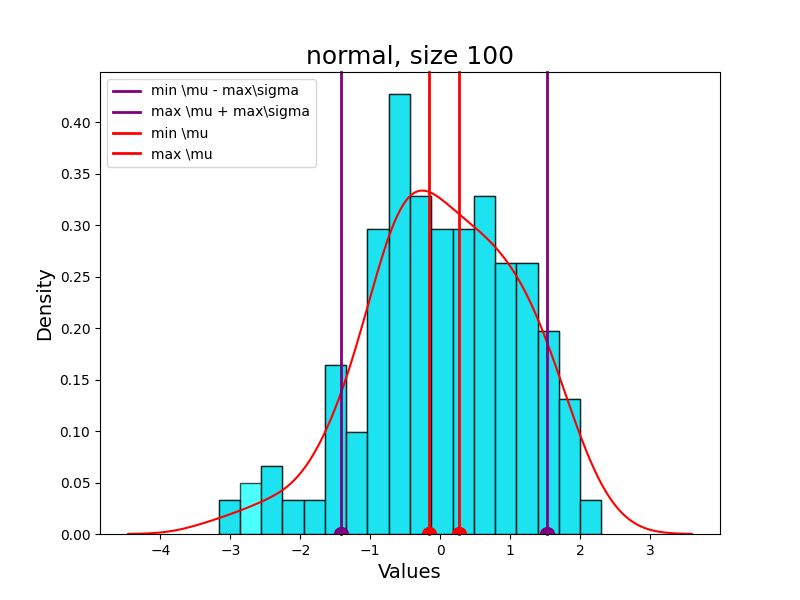 normal, size 100
min \mu - max\sigma
max \mu + max\sigma
min \mu
max \mu
0.40
0.35
0.30
0.25
0.20
0.15
0.10
0.05
0.00
Density
−4 −3 −2 −1 0 1 2 3
Values